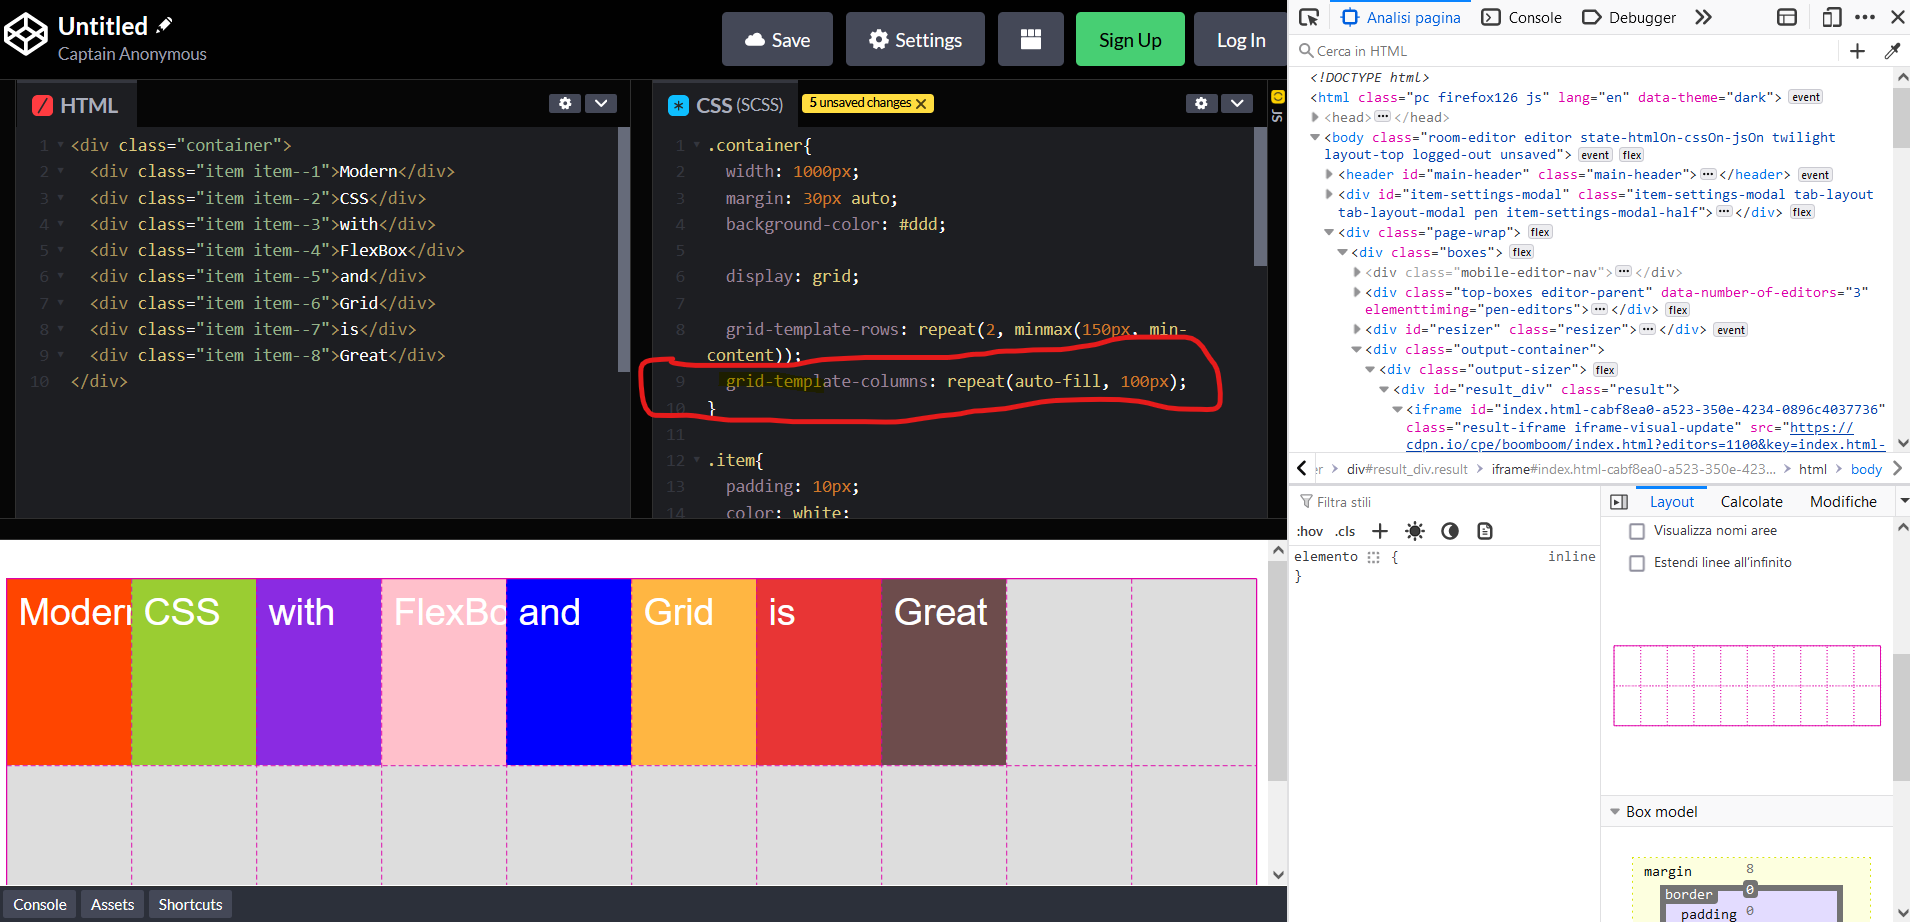 Untitled
Captain Anonymous
Save
Settings
Sign Up
Log In
HTML
1 <div class="container">
2 <div class="item item--1">Modern</div>
3 <div class="item item--2">CSS</div>
4 <div class="item item--3">with</div>
5 <div class="item item--4">FlexBox</div>
6 <div class="item item--5">and</div>
7 <div class="item item--6">Grid</div>
8 <div class="item item--7">is</div>
9 <div class="item item--8">Great</div>
10 </div>
CSS (SCSS)
5 unsaved changes
JS
1 .container{
2 width: 1000px;
3 margin: 30px auto;
4 background-color: #ddd;
5
6 display: grid;
7
8 grid-template-rows: repeat(2, minmax(150px, min-
content));
9 grid-template-columns: repeat(auto-fill, 100px);
10 }
11
12 .item{
13 padding: 10px;
14 color: white;
Modern
CSS
with
FlexBo
and
Grid
is
Great
Console
Assets
Shortcuts
Analisi pagina
Console
Debugger
Cerca in HTML
<!DOCTYPE html>
<html class="pc firefox126 js" lang="en" data-theme="dark"> event
<head> ••• </head>
<body class="room-editor editor state-htmlOn-cssOn-jsOn twilight
layout-top logged-out unsaved"> event flex
<header id="main-header" class="main-header"> ••• </header> event
<div id="item-settings-modal" class="item-settings-modal tab-layout
tab-layout-modal pen item-settings-modal-half"> ••• </div> flex
<div class="page-wrap"> flex
<div class="boxes"> flex
<div class="mobile-editor-nav"> ••• </div>
<div class="top-boxes editor-parent" data-number-of-editors="3"
elementtiming="pen-editors"> ••• </div> flex
<div id="resizer" class="resizer"> ••• </div> event
<div class="output-container">
<div class="output-sizer"> flex
<div id="result_div" class="result">
<iframe id="index.html-cabf8ea0-a523-350e-4234-0896c4037736"
class="result-iframe iframe-visual-update" src="https://
cdpn.io/cpe/boomboom/index.html?editors=1100&key=index.html-
er > div#result_div.result > iframe#index.html-cabf8ea0-a523-350e-423... > html > body
Filtra stili
:hov .cls
elemento { inline
}
Layout
Calcolate
Modifiche
Visualizza nomi aree
Estendi linee all'infinito
Box model
margin 8
border 0
padding 0